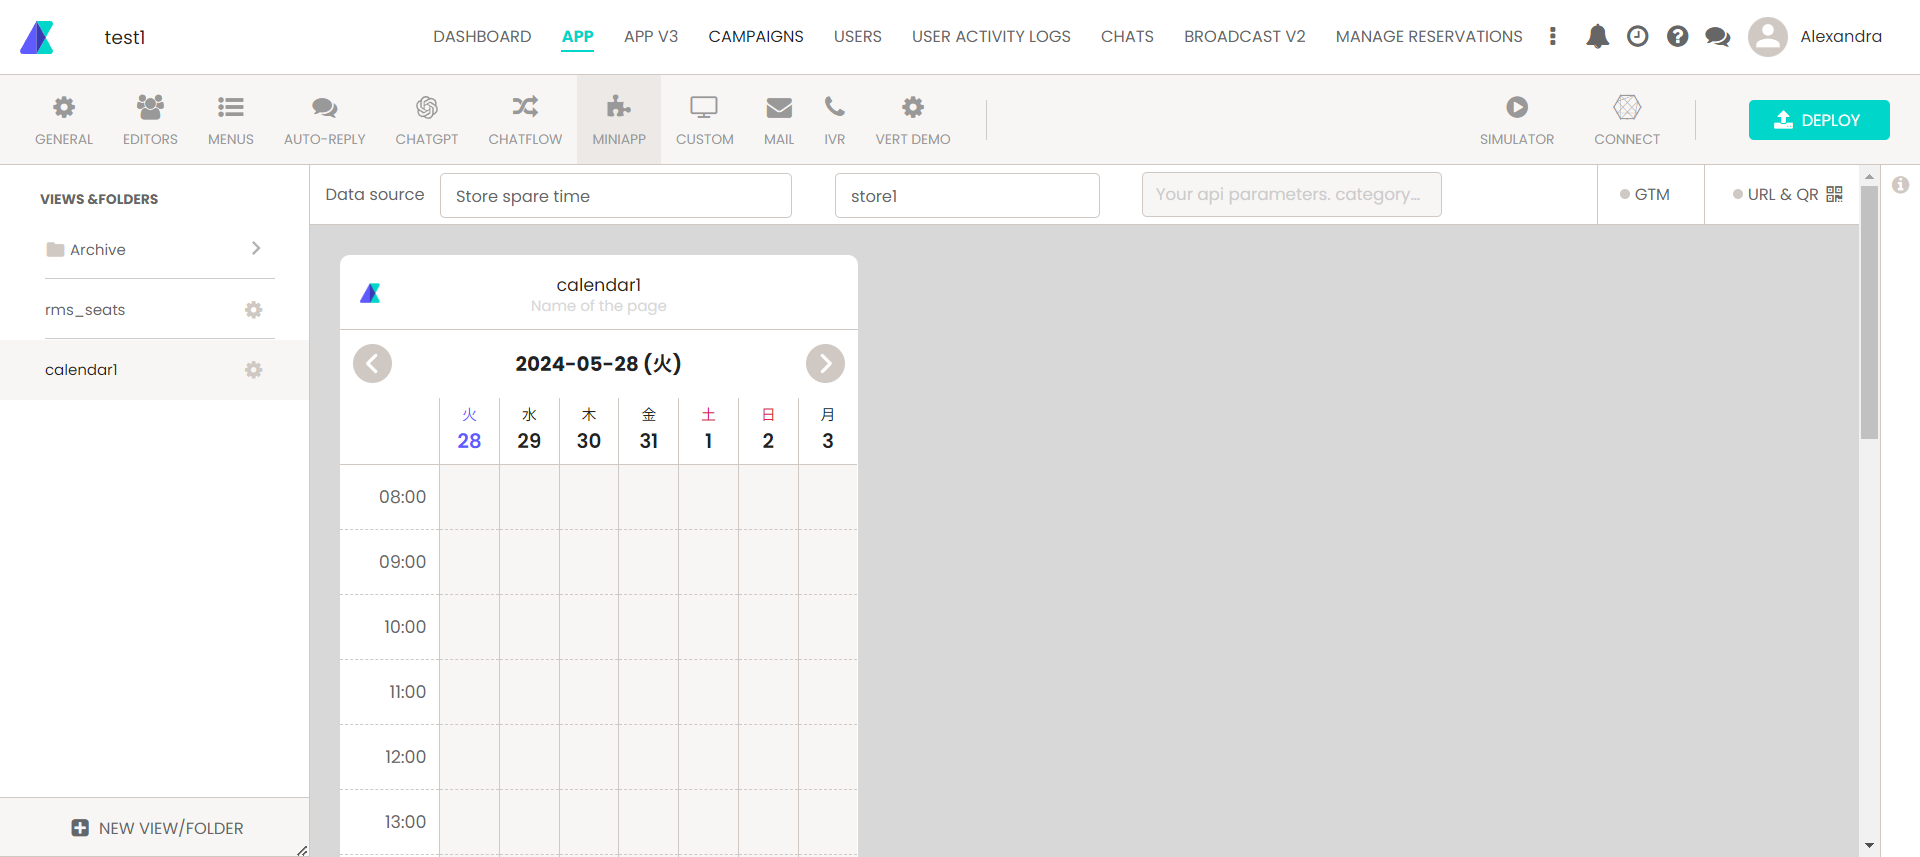 test1
DASHBOARD APP APP V3 CAMPAIGNS USERS USER ACTIVITY LOGS CHATS BROADCAST V2 MANAGE RESERVATIONS Alexandra
GENERAL EDITORS MENUS AUTO-REPLY CHATGPT CHATFLOW MINIAPP CUSTOM MAIL IVR VERT DEMO SIMULATOR CONNECT DEPLOY
VIEWS &FOLDERS
Archive
rms_seats
calendar1
NEW VIEW/FOLDER
Data source Store spare time store1 Your api parameters. category... GTM URL & QR
calendar1
Name of the page
2024-05-28 (火)
火 水 木 金 土 日 月
28 29 30 31 1 2 3
08:00
09:00
10:00
11:00
12:00
13:00